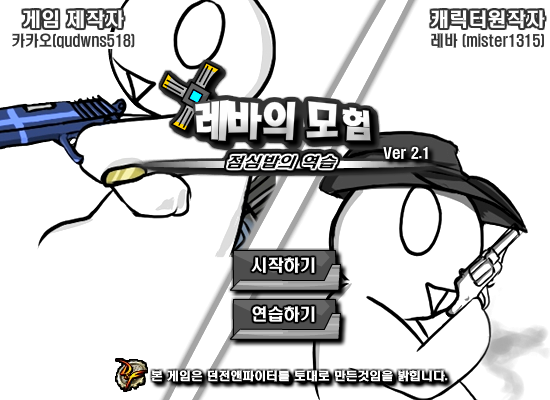 게임 제작자
카카오(qudwns518)
캐릭터원작자
레바 (mister1315)
레바의 모험
점심밥의 역습
Ver 2.1
시작하기
연습하기
본 게임은 던전앤파이터를 토대로 만든것임을 밝힙니다.